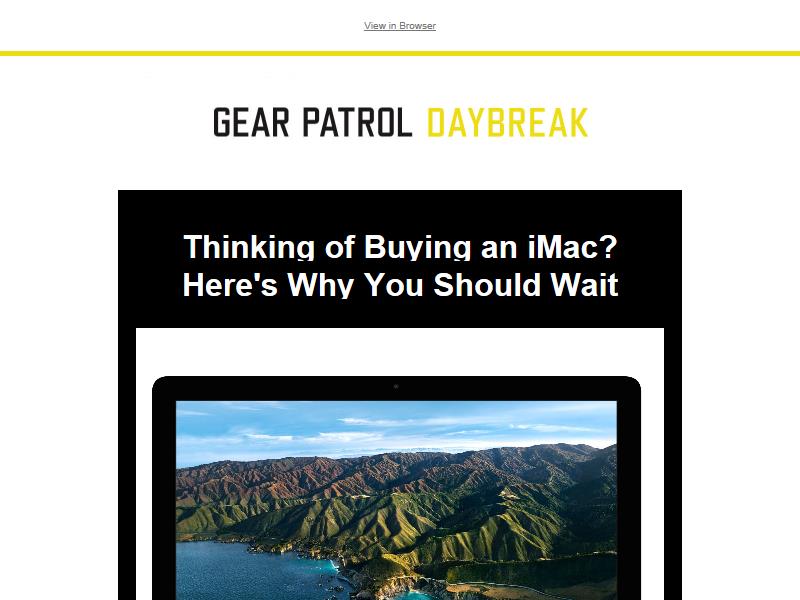 View in Browser
GEAR PATROL DAYBREAK
Thinking of Buying an iMac?
Here's Why You Should Wait